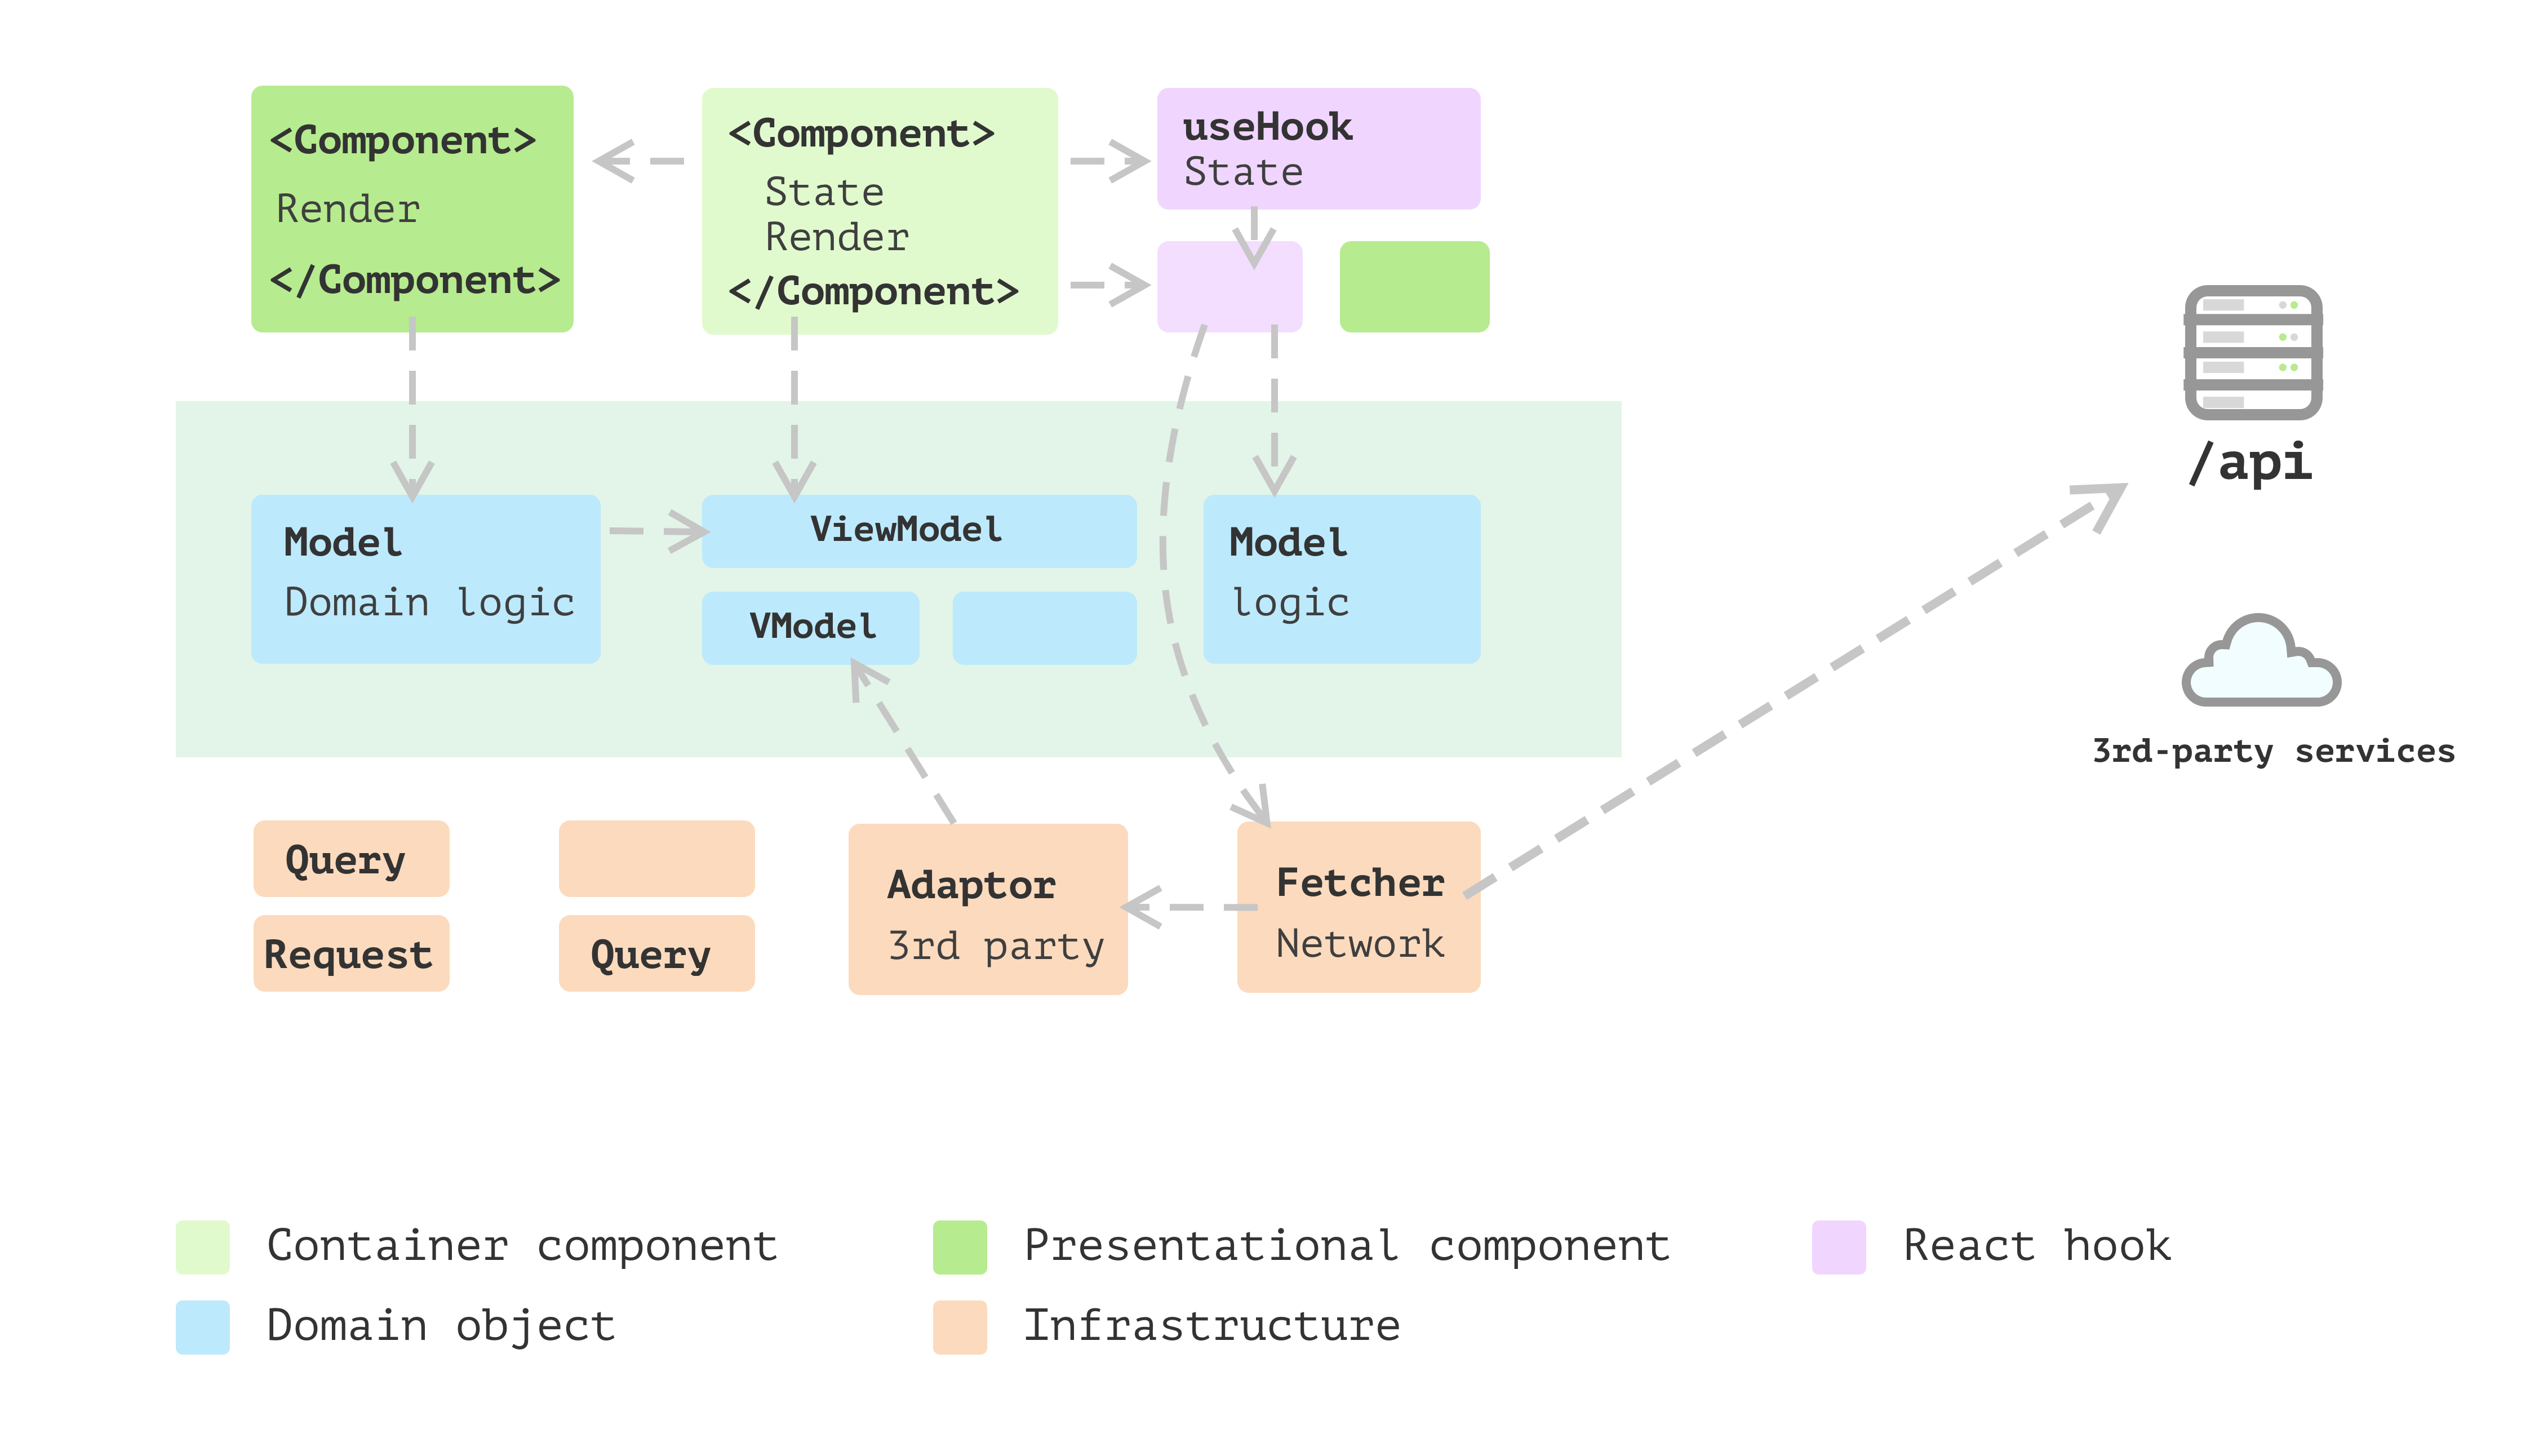 <Component>
Render
</Component>
<Component>
State
Render
</Component>
useHook
State
/api
3rd-party services
Model
Domain logic
ViewModel
VModel
Model
logic
Query
Request
Query
Adaptor
3rd party
Fetcher
Network
Container component
Presentational component
React hook
Domain object
Infrastructure